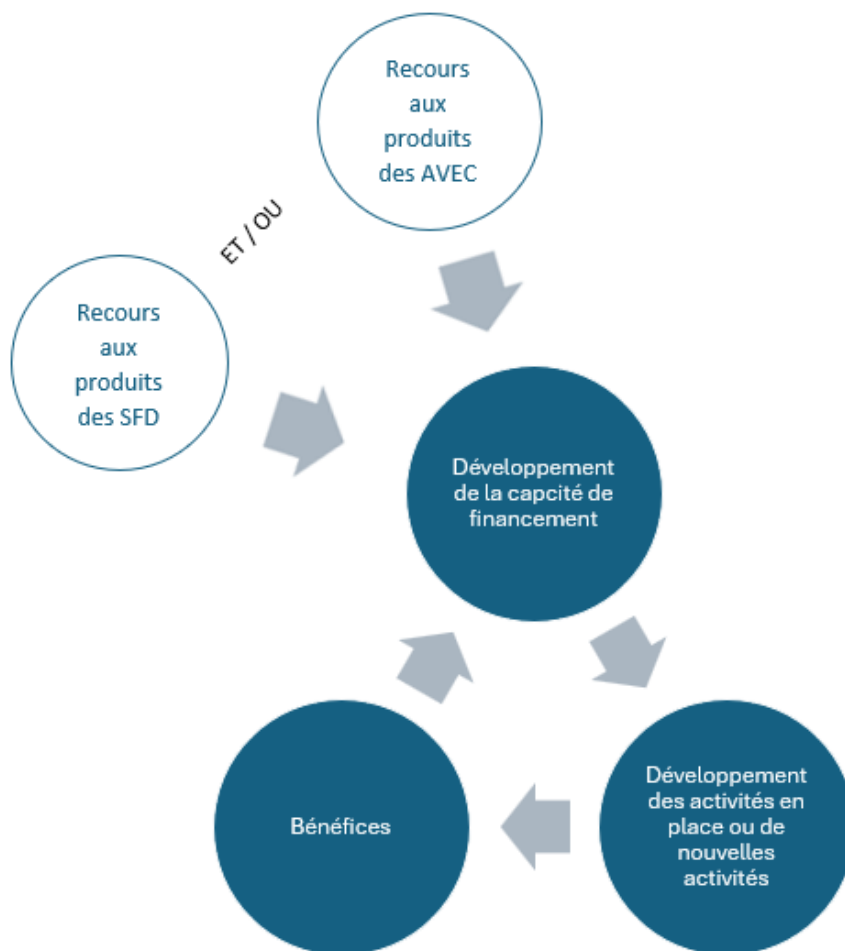 Recours
aux
produits
des AVEC
ET / OU
Recours
aux
produits
des SFD
Développement
de la capcité de
financement
Bénéfices
Développement
des activités en
place ou de
nouvelles
activités